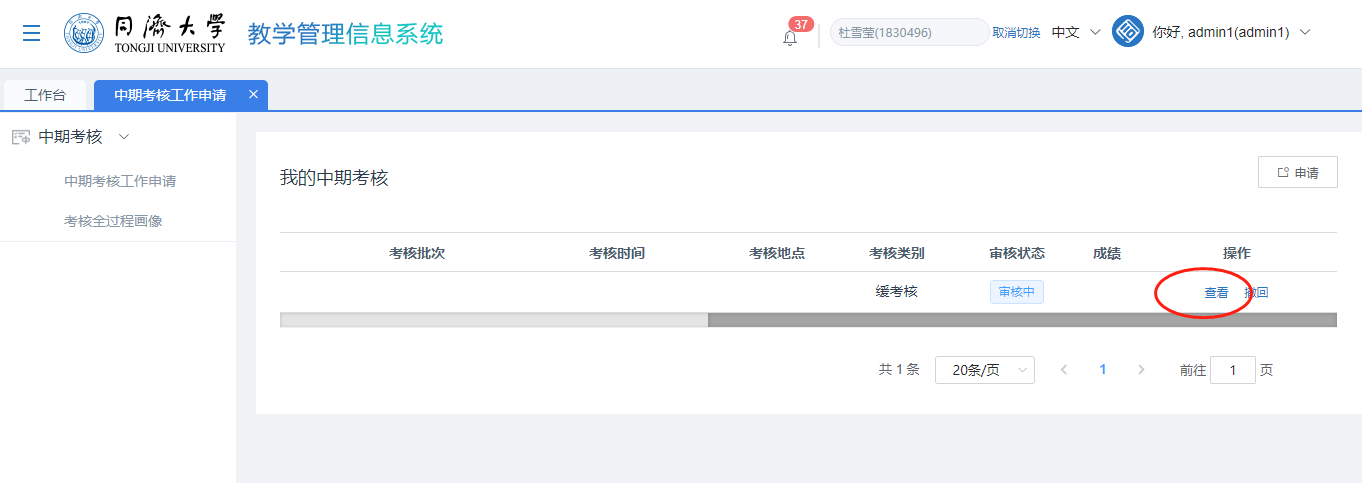 同濟大学
TONGJI UNIVERSITY
教学管理信息系统
37
杜雪莹(1830496)
取消切换
中文
你好, admin1(admin1)
工作台
中期考核工作申请
中期考核
中期考核工作申请
考核全过程画像
我的中期考核
申请
考核批次 考核时间 考核地点 考核类别 审核状态 成绩 操作
缓考核 审核中 查看 撤回
共 1 条 20条/页 1 前往 1 页